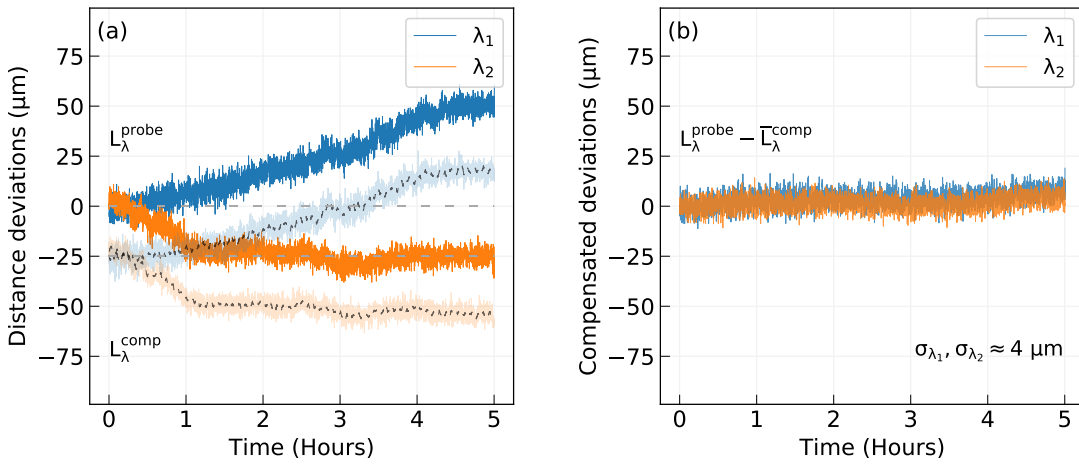 (a)
λ₁
λ₂
L_λ^probe
L_λ^comp
75
50
25
0
−25
−50
−75
Distance deviations (μm)
0 1 2 3 4 5
Time (Hours)
(b)
λ₁
λ₂
L_λ^probe − L̅_λ^comp
σ_λ₁, σ_λ₂ ≈ 4 μm
75
50
25
0
−25
−50
−75
Compensated deviations (μm)
0 1 2 3 4 5
Time (Hours)